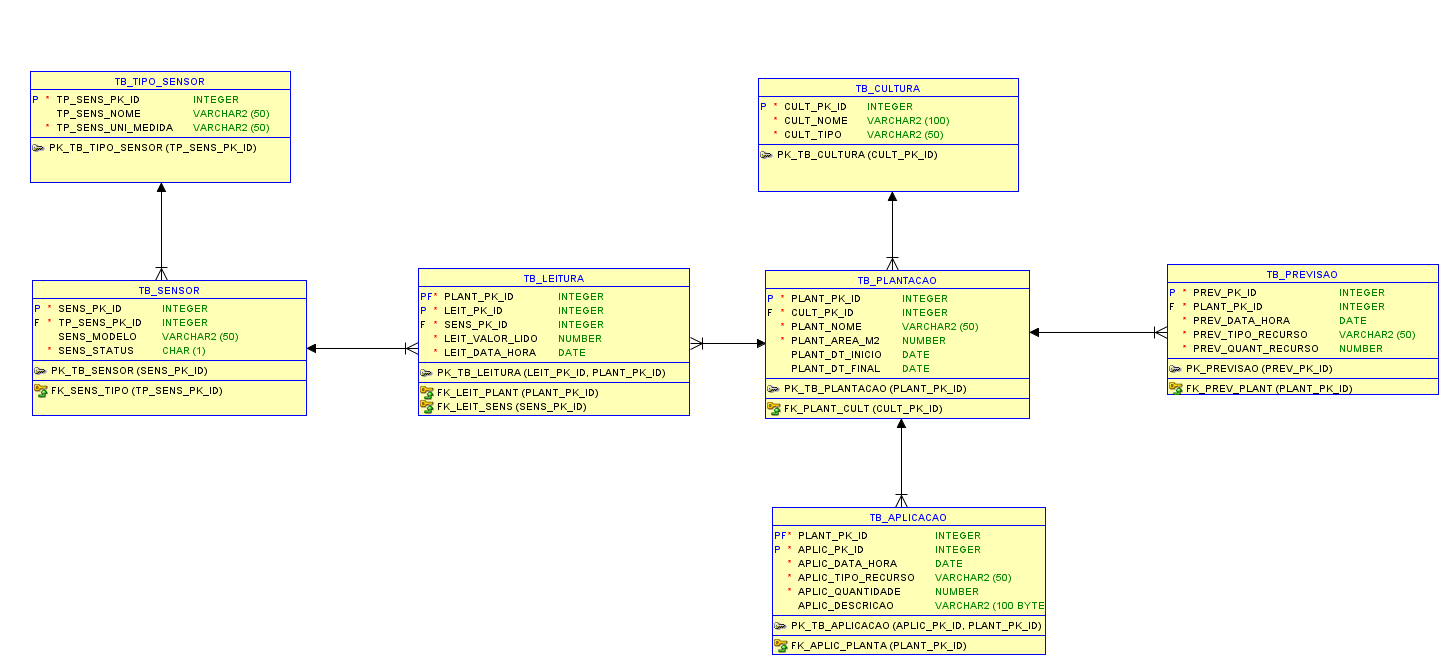 TB_TIPO_SENSOR
P * TP_SENS_PK_ID INTEGER
TP_SENS_NOME VARCHAR2 (50)
* TP_SENS_UNI_MEDIDA VARCHAR2 (50)
PK_TB_TIPO_SENSOR (TP_SENS_PK_ID)
TB_CULTURA
P * CULT_PK_ID INTEGER
* CULT_NOME VARCHAR2 (100)
* CULT_TIPO VARCHAR2 (50)
PK_TB_CULTURA (CULT_PK_ID)
TB_SENSOR
P * SENS_PK_ID INTEGER
F * TP_SENS_PK_ID INTEGER
SENS_MODELO VARCHAR2 (50)
* SENS_STATUS CHAR (1)
PK_TB_SENSOR (SENS_PK_ID)
FK_SENS_TIPO (TP_SENS_PK_ID)
TB_LEITURA
PF* PLANT_PK_ID INTEGER
P * LEIT_PK_ID INTEGER
F * SENS_PK_ID INTEGER
* LEIT_VALOR_LIDO NUMBER
* LEIT_DATA_HORA DATE
PK_TB_LEITURA (LEIT_PK_ID, PLANT_PK_ID)
FK_LEIT_PLANT (PLANT_PK_ID)
FK_LEIT_SENS (SENS_PK_ID)
TB_PLANTACAO
P * PLANT_PK_ID INTEGER
F * CULT_PK_ID INTEGER
* PLANT_NOME VARCHAR2 (50)
* PLANT_AREA_M2 NUMBER
PLANT_DT_INICIO DATE
PLANT_DT_FINAL DATE
PK_TB_PLANTACAO (PLANT_PK_ID)
FK_PLANT_CULT (CULT_PK_ID)
TB_PREVISAO
P * PREV_PK_ID INTEGER
F * PLANT_PK_ID INTEGER
* PREV_DATA_HORA DATE
* PREV_TIPO_RECURSO VARCHAR2 (50)
* PREV_QUANT_RECURSO NUMBER
PK_PREVISAO (PREV_PK_ID)
FK_PREV_PLANT (PLANT_PK_ID)
TB_APLICACAO
PF* PLANT_PK_ID INTEGER
P * APLIC_PK_ID INTEGER
* APLIC_DATA_HORA DATE
* APLIC_TIPO_RECURSO VARCHAR2 (50)
* APLIC_QUANTIDADE NUMBER
APLIC_DESCRICAO VARCHAR2 (100 BYTE
PK_TB_APLICACAO (APLIC_PK_ID, PLANT_PK_ID)
FK_APLIC_PLANTA (PLANT_PK_ID)